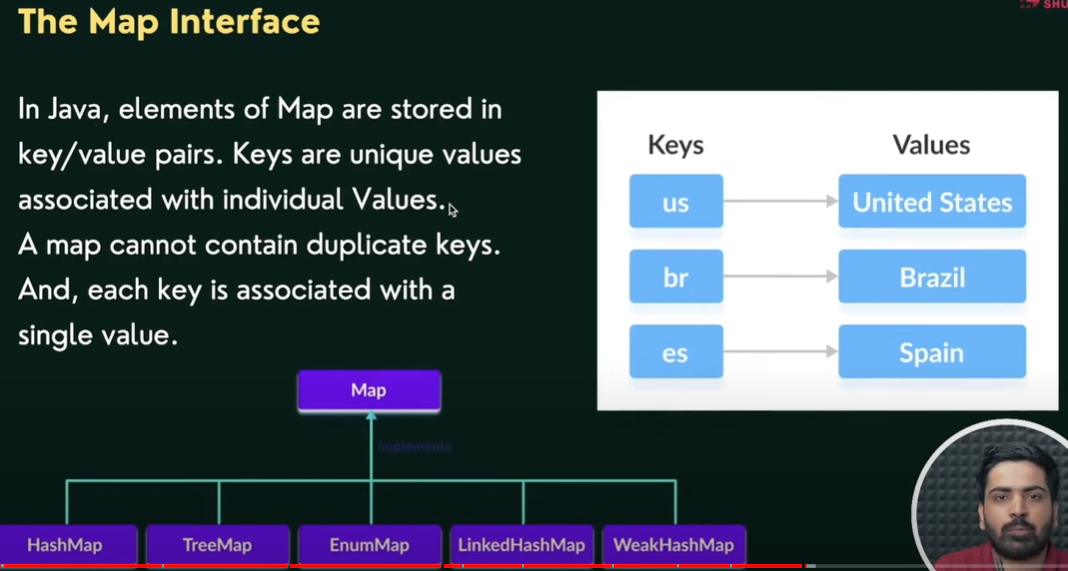 The Map Interface
SHU
In Java, elements of Map are stored in
key/value pairs. Keys are unique values
associated with individual Values.
A map cannot contain duplicate keys.
And, each key is associated with a
single value.
Keys Values
us United States
br Brazil
es Spain
Map
implements
HashMap TreeMap EnumMap LinkedHashMap WeakHashMap